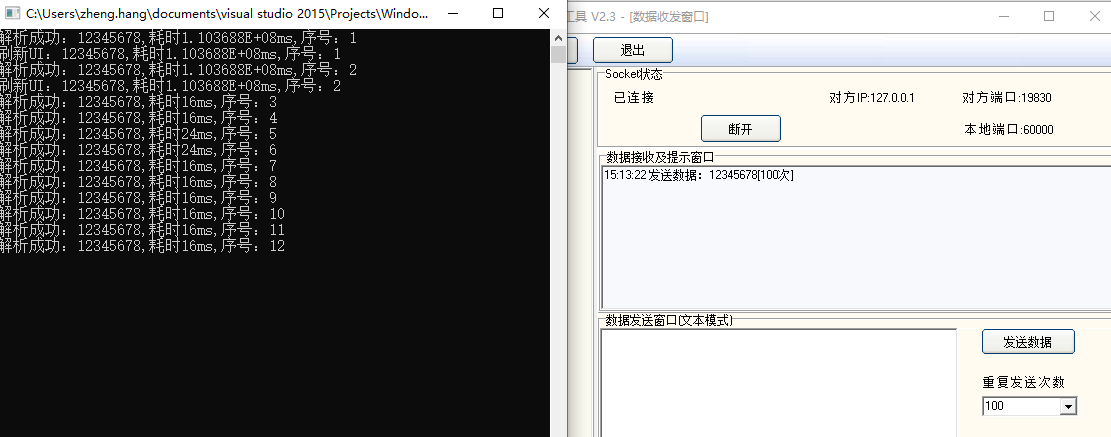 C:\Users\zheng.hang\documents\visual studio 2015\Projects\Windo...
解析成功: 12345678,耗时1.103688E+08ms,序号: 1
刷新UI: 12345678,耗时1.103688E+08ms,序号: 1
解析成功: 12345678,耗时1.103688E+08ms,序号: 2
刷新UI: 12345678,耗时1.103688E+08ms,序号: 2
解析成功: 12345678,耗时16ms,序号: 3
解析成功: 12345678,耗时16ms,序号: 4
解析成功: 12345678,耗时24ms,序号: 5
解析成功: 12345678,耗时24ms,序号: 6
解析成功: 12345678,耗时16ms,序号: 7
解析成功: 12345678,耗时16ms,序号: 8
解析成功: 12345678,耗时16ms,序号: 9
解析成功: 12345678,耗时16ms,序号: 10
解析成功: 12345678,耗时16ms,序号: 11
解析成功: 12345678,耗时16ms,序号: 12
工具 V2.3 - [数据收发窗口]
退出
Socket状态
已连接 对方IP:127.0.0.1 对方端口:19830
断开 本地端口:60000
数据接收及提示窗口
15:13:22 发送数据：12345678[100次]
数据发送窗口(文本模式)
发送数据
重复发送次数
100